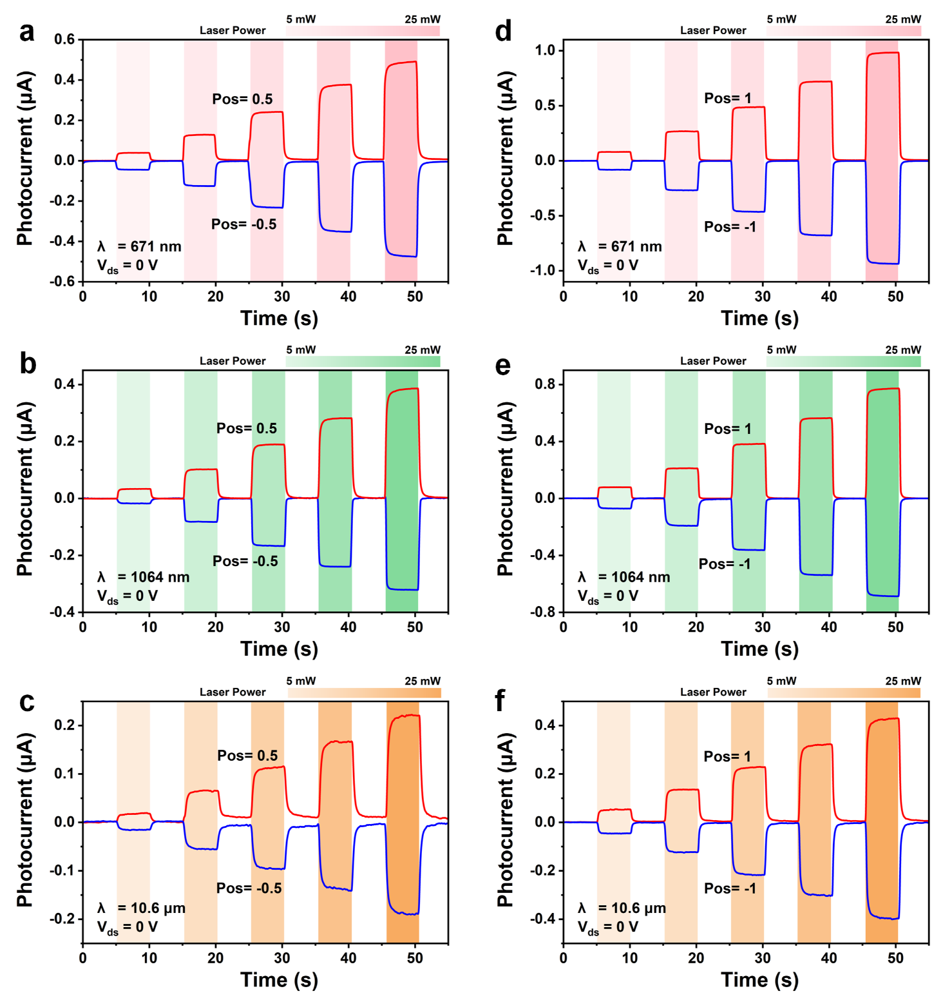 a
Laser Power
5 mW
25 mW
0.6
0.4
0.2
0.0
-0.2
-0.4
-0.6
Photocurrent (μA)
Pos= 0.5
Pos= -0.5
λ = 671 nm
Vds = 0 V
0 10 20 30 40 50
Time (s)
d
Laser Power
5 mW
25 mW
1.0
0.5
0.0
-0.5
-1.0
Photocurrent (μA)
Pos= 1
Pos= -1
λ = 671 nm
Vds = 0 V
0 10 20 30 40 50
Time (s)
b
Laser Power
5 mW
25 mW
0.4
0.2
0.0
-0.2
-0.4
Photocurrent (μA)
Pos= 0.5
Pos= -0.5
λ = 1064 nm
Vds = 0 V
0 10 20 30 40 50
Time (s)
e
Laser Power
5 mW
25 mW
0.8
0.4
0.0
-0.4
-0.8
Photocurrent (μA)
Pos= 1
Pos= -1
λ = 1064 nm
Vds = 0 V
0 10 20 30 40 50
Time (s)
c
Laser Power
5 mW
25 mW
0.2
0.1
0.0
-0.1
-0.2
Photocurrent (μA)
Pos= 0.5
Pos= -0.5
λ = 10.6 μm
Vds = 0 V
0 10 20 30 40 50
Time (s)
f
Laser Power
5 mW
25 mW
0.4
0.2
0.0
-0.2
-0.4
Photocurrent (μA)
Pos= 1
Pos= -1
λ = 10.6 μm
Vds = 0 V
0 10 20 30 40 50
Time (s)